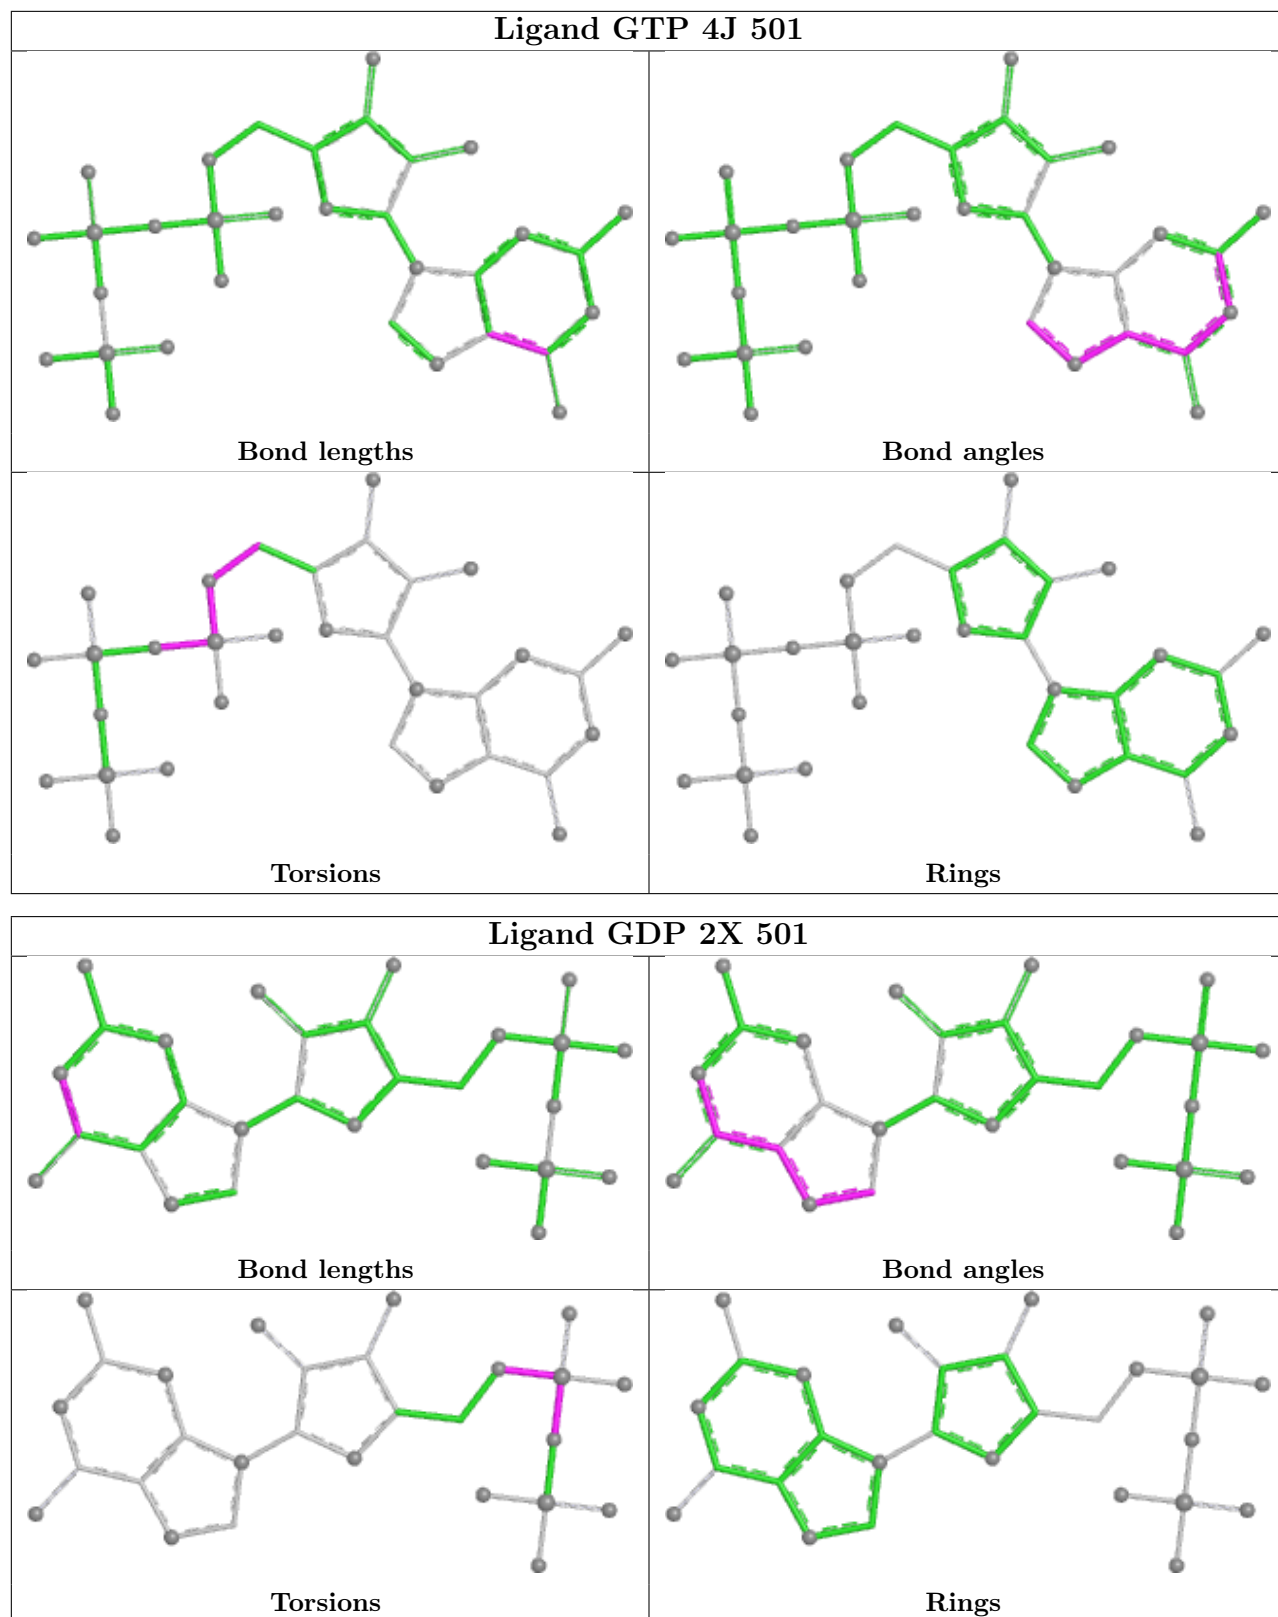 Ligand GTP 4J 501
Bond lengths
Bond angles
Torsions
Rings
Ligand GDP 2X 501
Bond lengths
Bond angles
Torsions
Rings